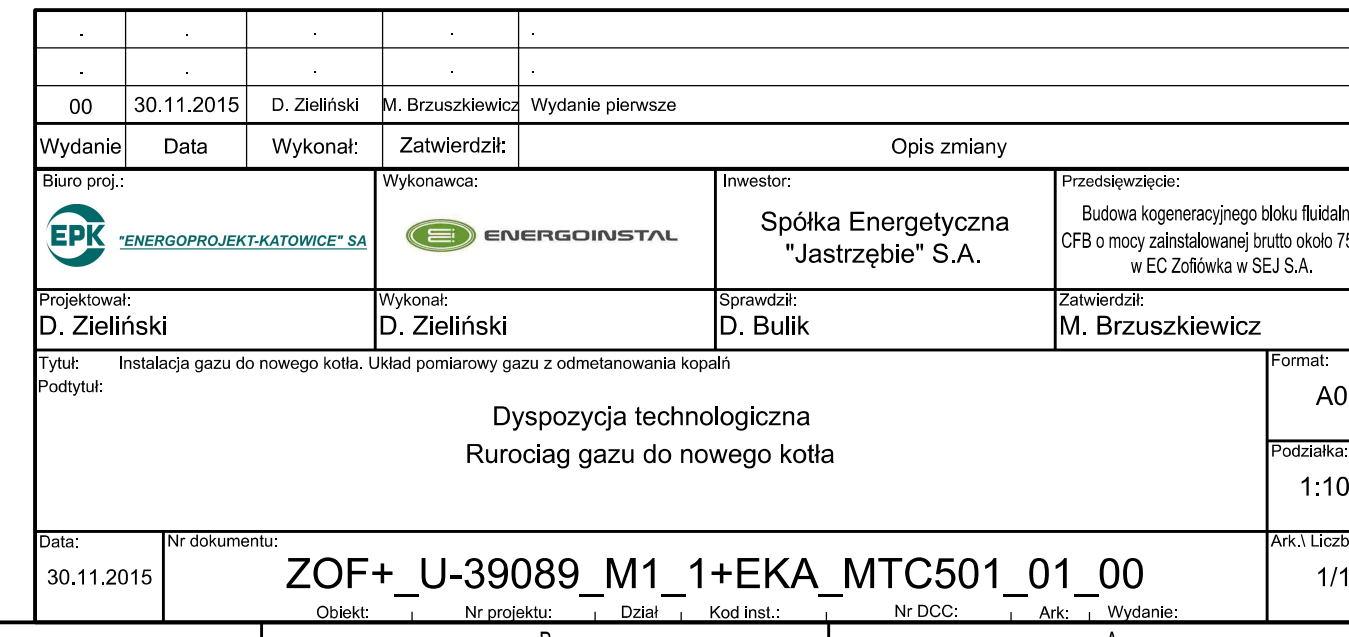 . . . . .
. . . . .
00 30.11.2015 D. Zieliński M. Brzuszkiewicz Wydanie pierwsze
Wydanie Data Wykonał: Zatwierdził: Opis zmiany
Biuro proj.: Wykonawca: Inwestor: Przedsięwzięcie:
EPK "ENERGOPROJEKT-KATOWICE" SA
ENERGOINSTAL
Spółka Energetyczna
"Jastrzębie" S.A.
Budowa kogeneracyjnego bloku fluidaln
CFB o mocy zainstalowanej brutto około 75
w EC Zofiówka w SEJ S.A.
Projektował: Wykonał: Sprawdził: Zatwierdził:
D. Zieliński D. Zieliński D. Bulik M. Brzuszkiewicz
Tytuł: Instalacja gazu do nowego kotła. Układ pomiarowy gazu z odmetanowania kopalń
Podtytuł:
Dyspozycja technologiczna
Rurociag gazu do nowego kotła
Format:
A0
Podziałka:
1:10
Data: Nr dokumentu: Ark.\ Liczb
30.11.2015 ZOF+_U-39089_M1_1+EKA_MTC501_01_00 1/1
Obiekt: Nr projektu: Dział Kod inst.: Nr DCC: Ark: Wydanie: